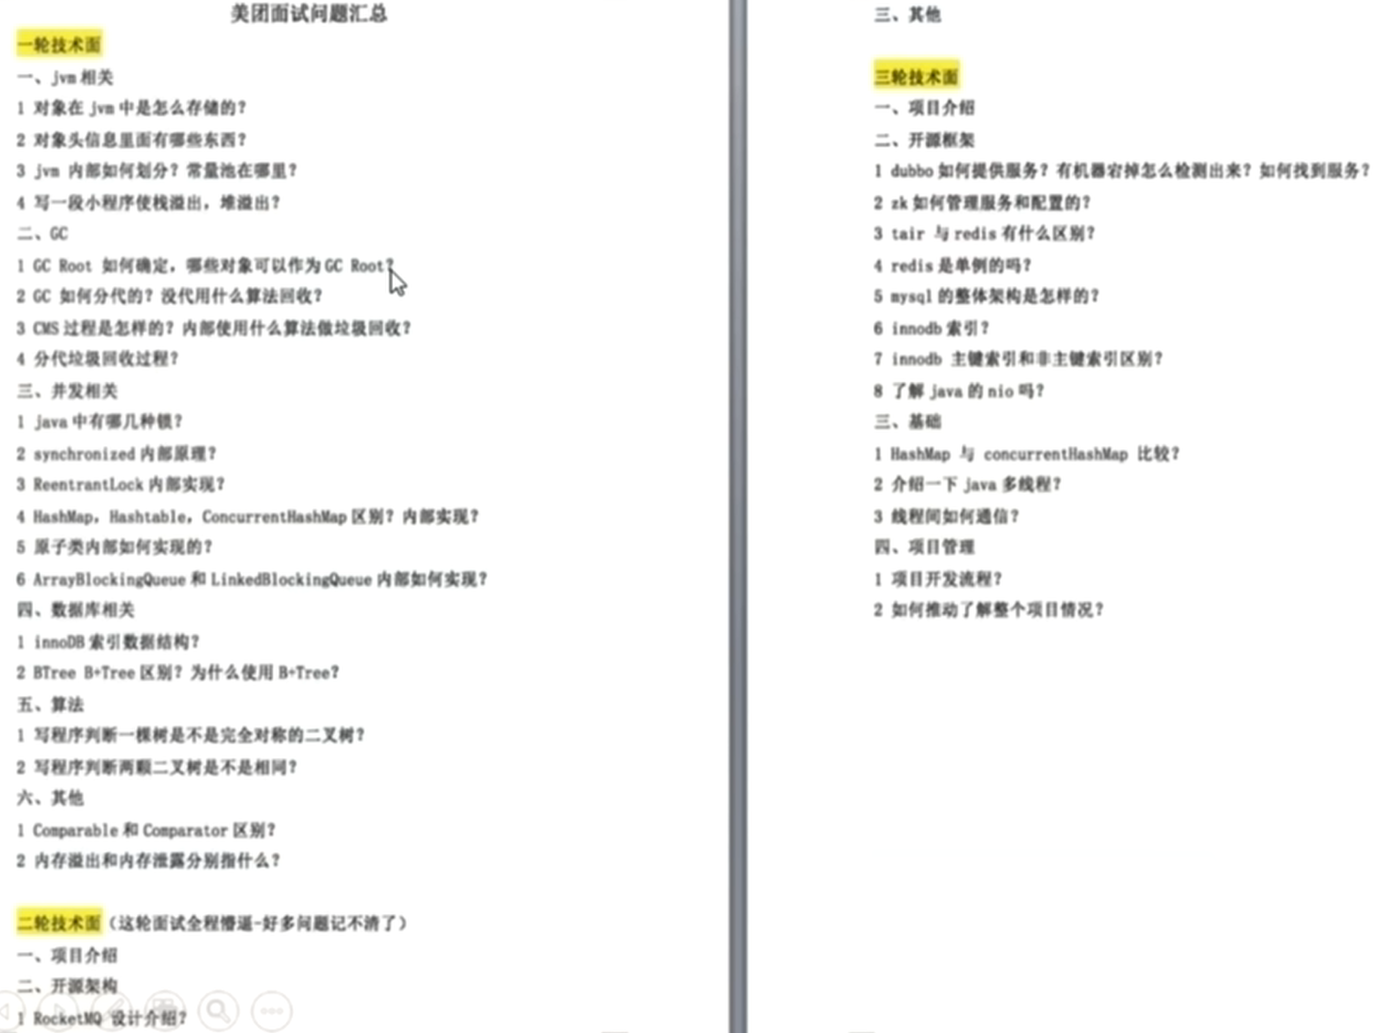 美团面试问题汇总
一轮技术面
一、jvm 相关
1 对象在 jvm 中是怎么存储的?
2 对象头信息里面有哪些东西?
3 jvm 内部如何划分? 常量池在哪里?
4 写一段小程序使栈溢出, 堆溢出?
二、GC
1 GC Root 如何确定, 哪些对象可以作为 GC Root?
2 GC 如何分代的? 没代用什么算法回收?
3 CMS 过程是怎样的? 内部使用什么算法做垃圾回收?
4 分代垃圾回收过程?
三、并发相关
1 java 中有哪几种锁?
2 synchronized 内部原理?
3 ReentrantLock 内部实现?
4 HashMap, Hashtable, ConcurrentHashMap 区别? 内部实现?
5 原子类内部如何实现的?
6 ArrayBlockingQueue 和 LinkedBlockingQueue 内部如何实现?
四、数据库相关
1 innoDB 索引数据结构?
2 BTree B+Tree 区别? 为什么使用 B+Tree?
五、算法
1 写程序判断一棵树是不是完全对称的二叉树?
2 写程序判断两颗二叉树是不是相同?
六、其他
1 Comparable 和 Comparator 区别?
2 内存溢出和内存泄露分别指什么?
二轮技术面(这轮面试全程懵逼-好多问题记不清了)
一、项目介绍
二、开源架构
1 RocketMQ 设计介绍?
三、其他
三轮技术面
一、项目介绍
二、开源框架
1 dubbo 如何提供服务? 有机器宕掉怎么检测出来? 如何找到服务?
2 zk 如何管理服务和配置的?
3 tair 与 redis 有什么区别?
4 redis 是单例的吗?
5 mysql 的整体架构是怎样的?
6 innodb 索引?
7 innodb 主键索引和非主键索引区别?
8 了解 java 的 nio 吗?
三、基础
1 HashMap 与 concurrentHashMap 比较?
2 介绍一下 java 多线程?
3 线程间如何通信?
四、项目管理
1 项目开发流程?
2 如何推动了解整个项目情况?